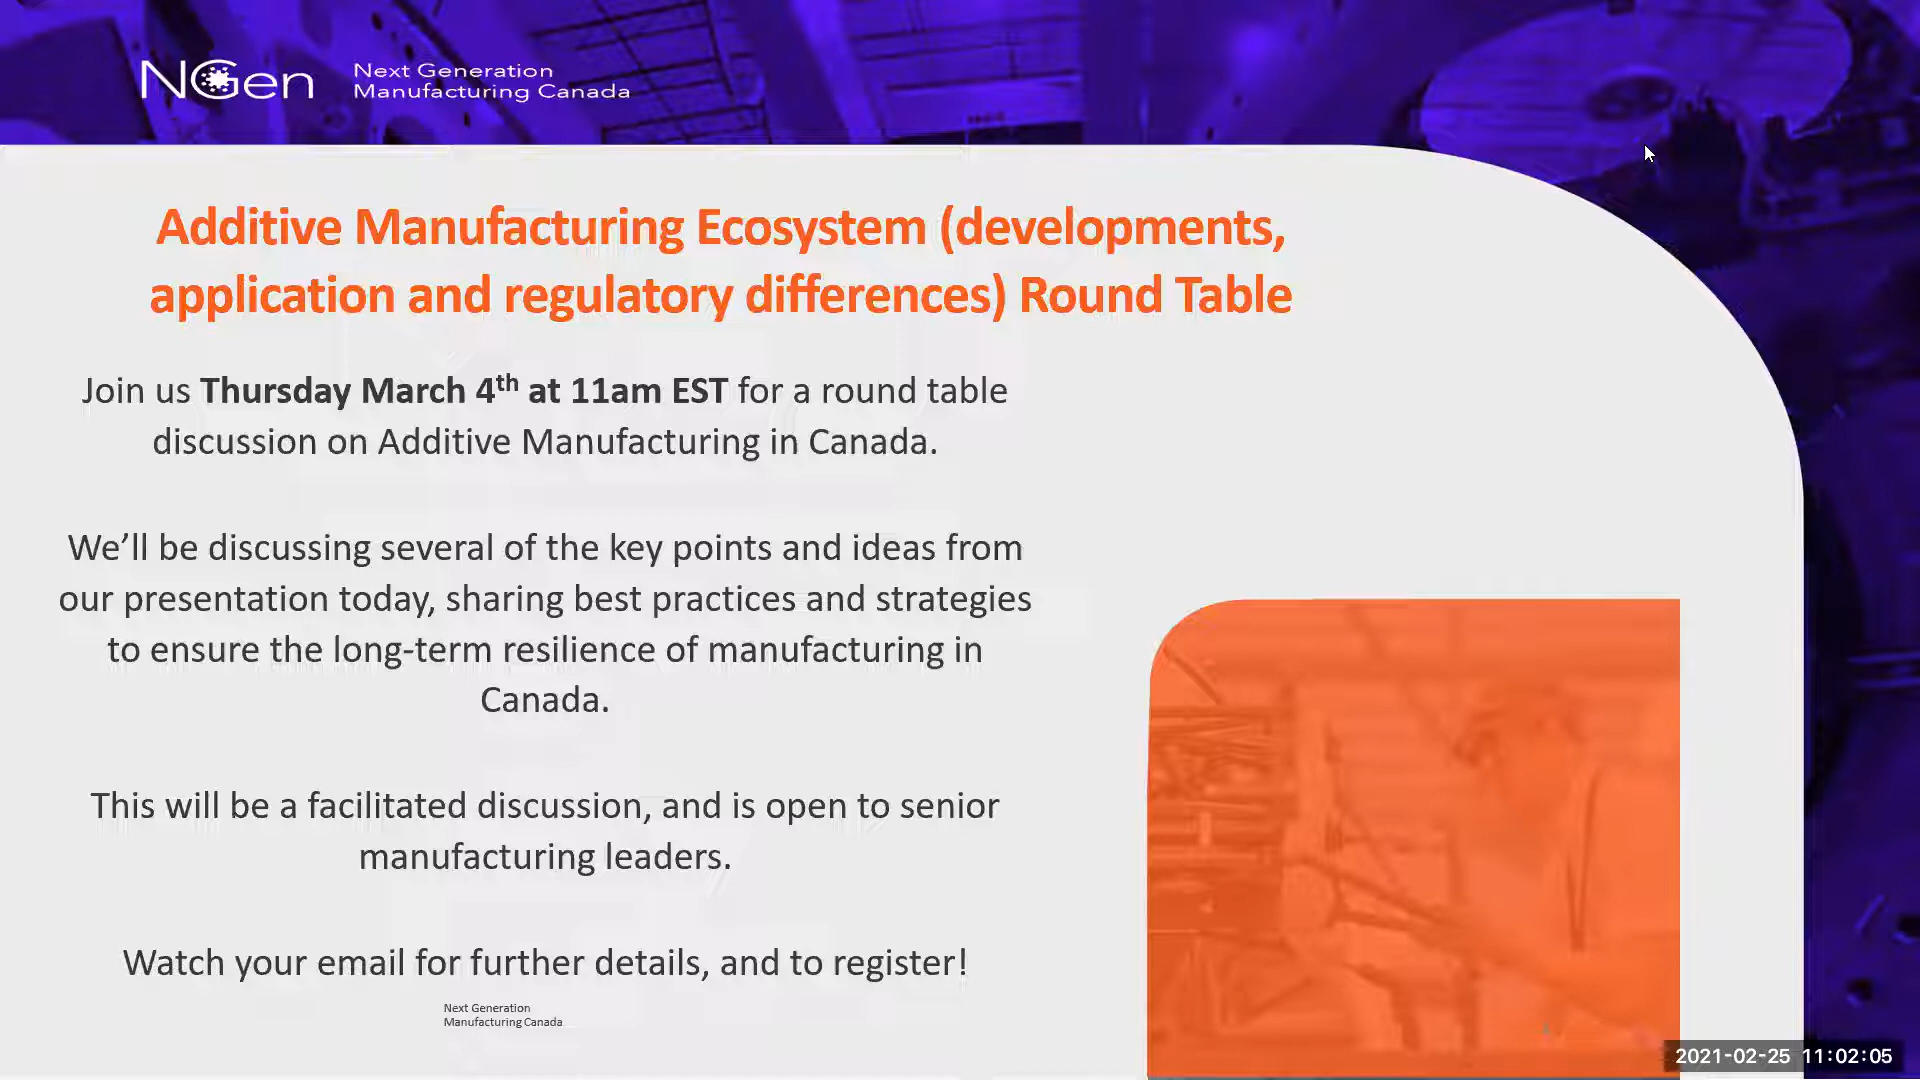 NGen
Next Generation
Manufacturing Canada
Additive Manufacturing Ecosystem (developments,
application and regulatory differences) Round Table
Join us Thursday March 4th at 11am EST for a round table
discussion on Additive Manufacturing in Canada.
We’ll be discussing several of the key points and ideas from
our presentation today, sharing best practices and strategies
to ensure the long-term resilience of manufacturing in
Canada.
This will be a facilitated discussion, and is open to senior
manufacturing leaders.
Watch your email for further details, and to register!
Next Generation
Manufacturing Canada
2021-02-25 11:02:05